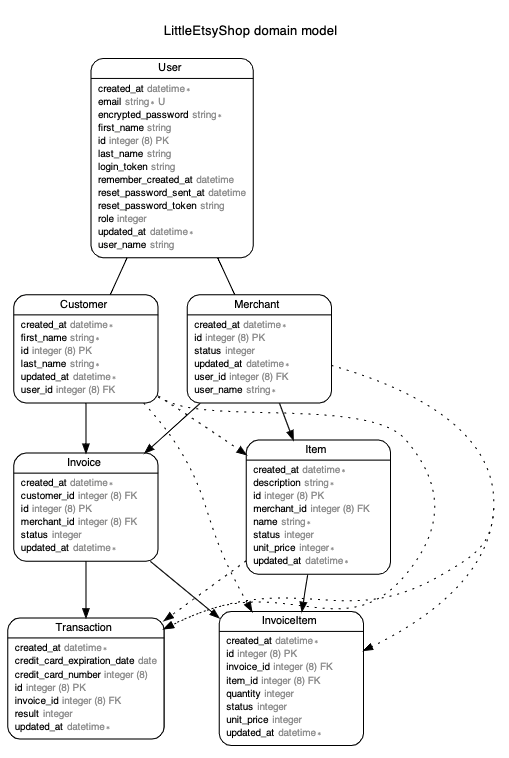 LittleEtsyShop domain model
User
created_at datetime *
email string * U
encrypted_password string *
first_name string
id integer (8) PK
last_name string
login_token string
remember_created_at datetime
reset_password_sent_at datetime
reset_password_token string
role integer
updated_at datetime *
user_name string
Customer
created_at datetime *
first_name string *
id integer (8) PK
last_name string *
updated_at datetime *
user_id integer (8) FK
Merchant
created_at datetime *
id integer (8) PK
status integer
updated_at datetime *
user_id integer (8) FK
user_name string *
Invoice
created_at datetime *
customer_id integer (8) FK
id integer (8) PK
merchant_id integer (8) FK
status integer
updated_at datetime *
Item
created_at datetime *
description string *
id integer (8) PK
merchant_id integer (8) FK
name string *
status integer
unit_price integer *
updated_at datetime *
Transaction
created_at datetime *
credit_card_expiration_date date
credit_card_number integer (8)
id integer (8) PK
invoice_id integer (8) FK
result integer
updated_at datetime *
InvoiceItem
created_at datetime *
id integer (8) PK
invoice_id integer (8) FK
item_id integer (8) FK
quantity integer
status integer
unit_price integer
updated_at datetime *